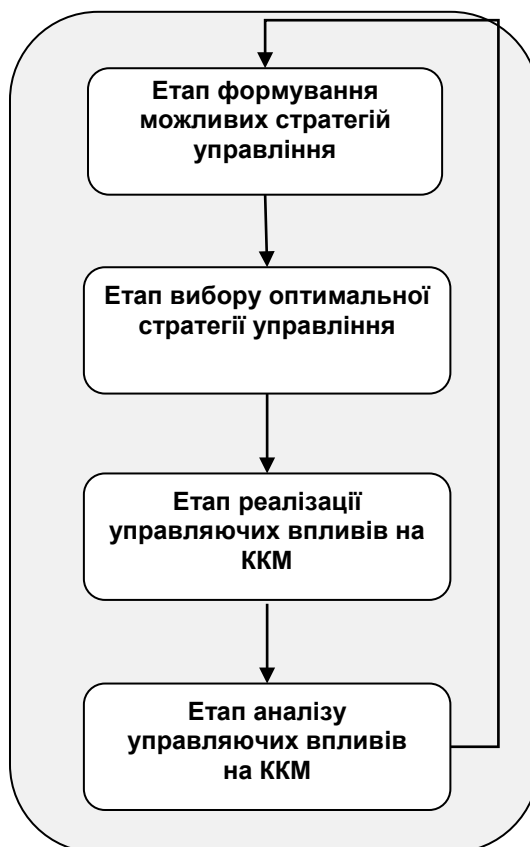 Етап формування
можливих стратегій
управління
Етап вибору оптимальної
стратегії управління
Етап реалізації
управляючих впливів на
ККМ
Етап аналізу
управляючих впливів
на ККМ